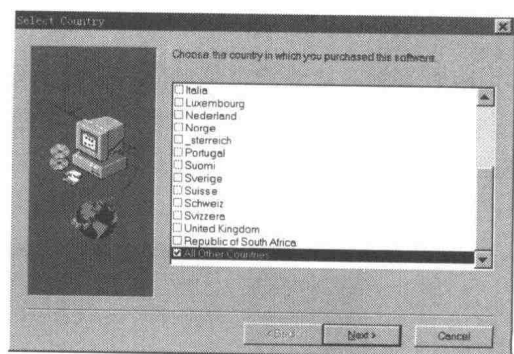 Select Country
Choose the country in which you purchased this software.
Italia
Luxembourg
Nederland
Norge
_sterreich
Portugal
Suomi
Sverige
Suisse
Schweiz
Svizzera
United Kingdom
Republic of South Africa
All Other Countries
< Back
Next >
Cancel